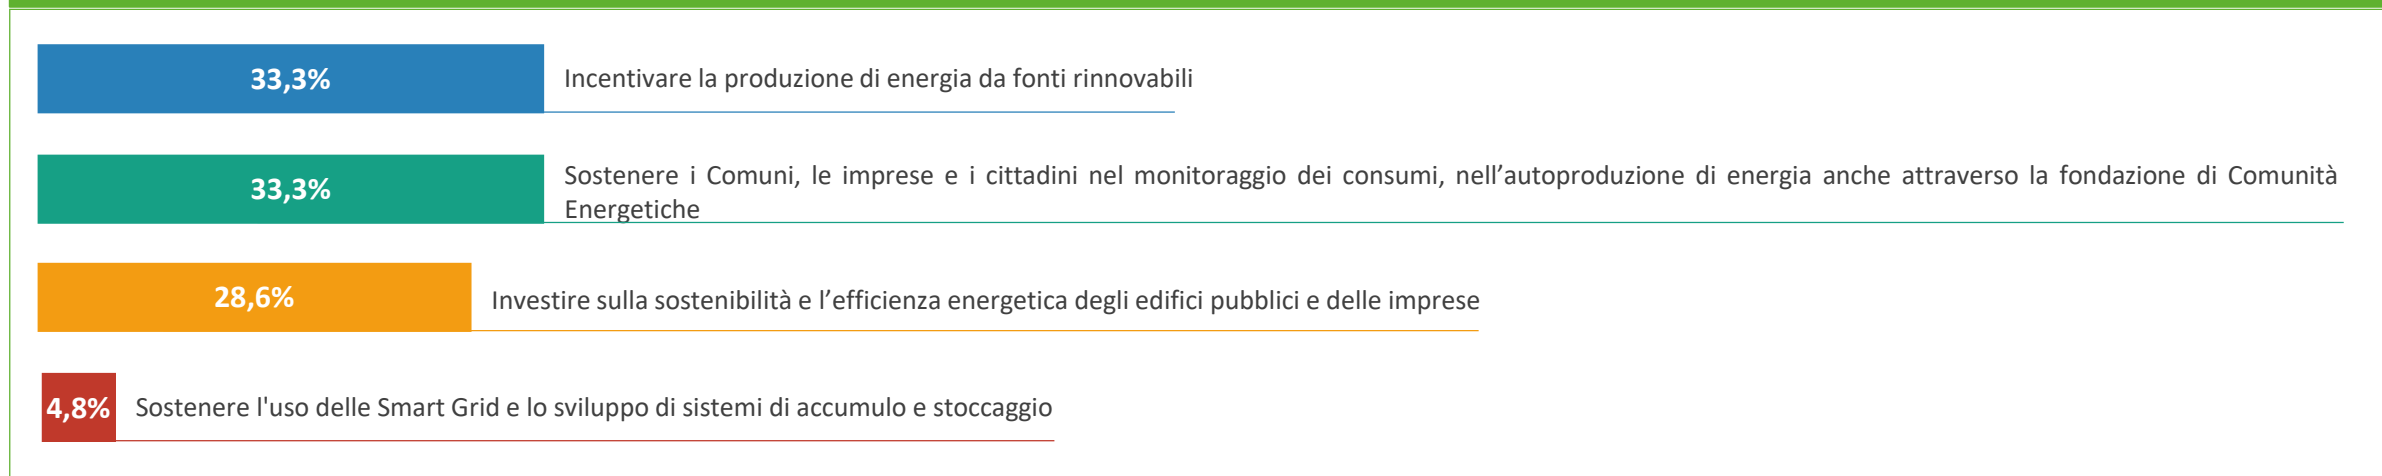 33,3%
Incentivare la produzione di energia da fonti rinnovabili
33,3%
Sostenere i Comuni, le imprese e i cittadini nel monitoraggio dei consumi, nell’autoproduzione di energia anche attraverso la fondazione di Comunità
Energetiche
28,6%
Investire sulla sostenibilità e l’efficienza energetica degli edifici pubblici e delle imprese
4,8%
Sostenere l'uso delle Smart Grid e lo sviluppo di sistemi di accumulo e stoccaggio